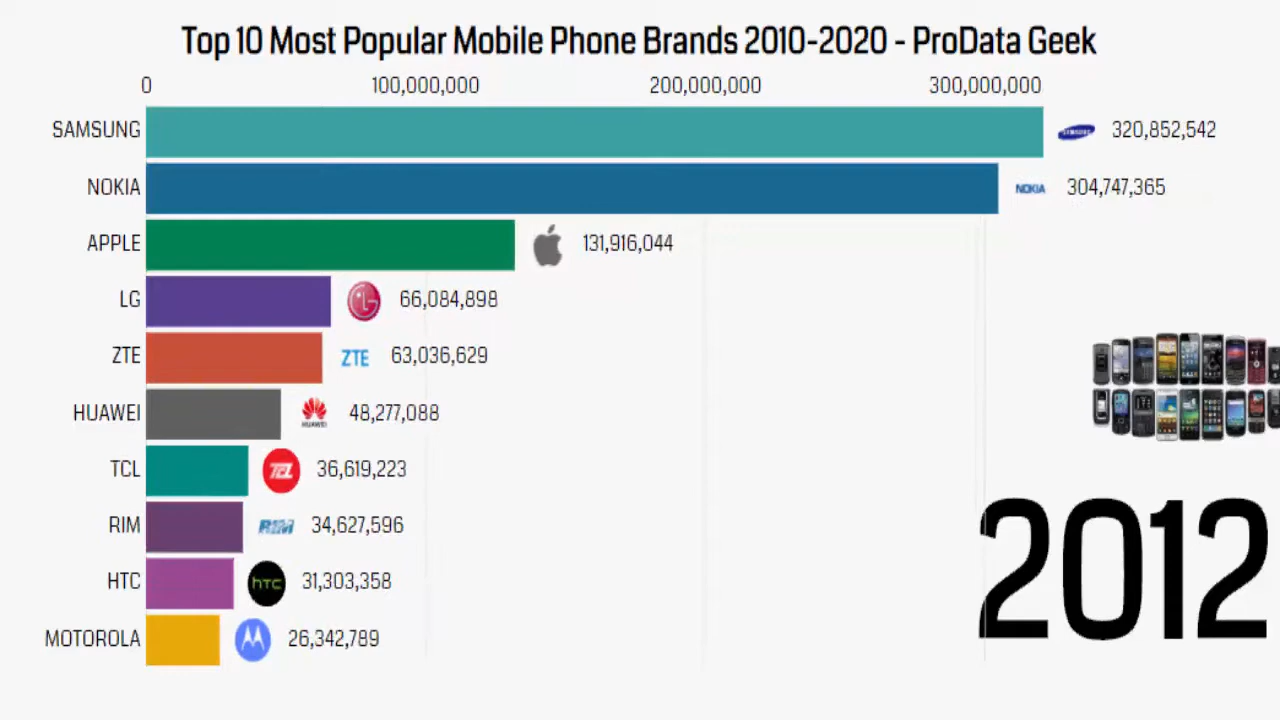 Top 10 Most Popular Mobile Phone Brands 2010-2020 - ProData Geek
0 100,000,000 200,000,000 300,000,000
SAMSUNG SAMSUNG 320,852,542
NOKIA NOKIA 304,747,365
APPLE 131,916,044
LG LG 66,084,898
ZTE ZTE 63,036,629
HUAWEI HUAWEI 48,277,088
TCL TCL 36,619,223
RIM RIM 34,627,596
HTC hTC 31,303,358
MOTOROLA 26,342,789
2012